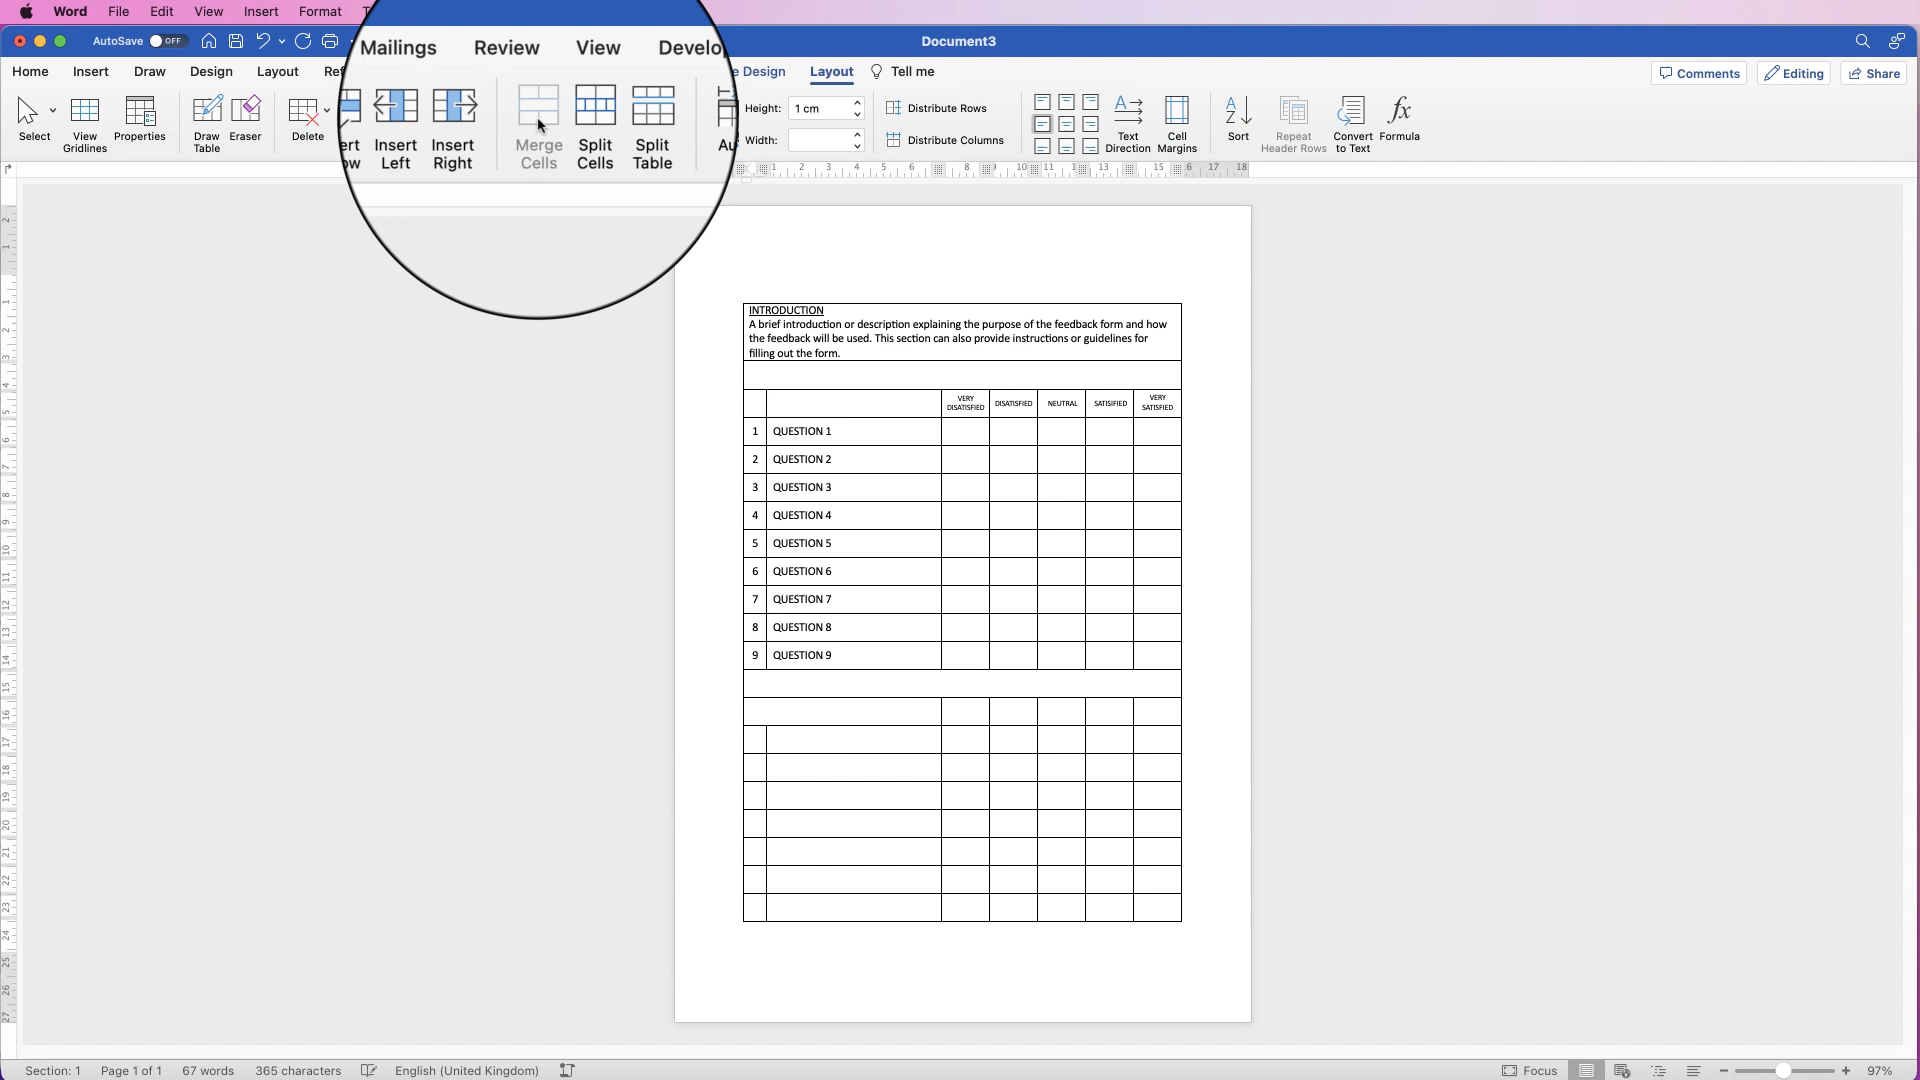 Word File Edit View Insert Format
AutoSave OFF
Document3
Home Insert Draw Design Layout
Mailings Review View
Layout Tell me
Comments Editing Share
Select
View Gridlines
Properties
Draw Table
Eraser
Delete
Insert Left
Insert Right
Merge Cells
Split Cells
Split Table
Height: 1 cm
Width:
Distribute Rows
Distribute Columns
Text Direction
Cell Margins
Sort
Repeat Header Rows
Convert to Text
Formula
INTRODUCTION
A brief introduction or description explaining the purpose of the feedback form and how
the feedback will be used. This section can also provide instructions or guidelines for
filling out the form.
VERY DISATISFIED DISATISFIED NEUTRAL SATISIFIED VERY SATISFIED
1 QUESTION 1
2 QUESTION 2
3 QUESTION 3
4 QUESTION 4
5 QUESTION 5
6 QUESTION 6
7 QUESTION 7
8 QUESTION 8
9 QUESTION 9
Section: 1 Page 1 of 1 67 words 365 characters English (United Kingdom) Focus 97%